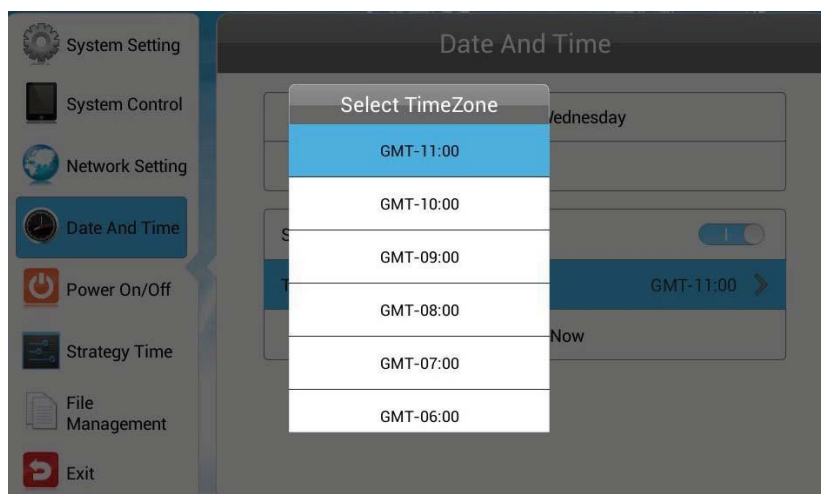 System Setting
System Control
Network Setting
Date And Time
Power On/Off
Strategy Time
File
Management
Exit
Date And Time
Select TimeZone
GMT-11:00
GMT-10:00
GMT-09:00
GMT-08:00
GMT-07:00
GMT-06:00
GMT-11:00
Now